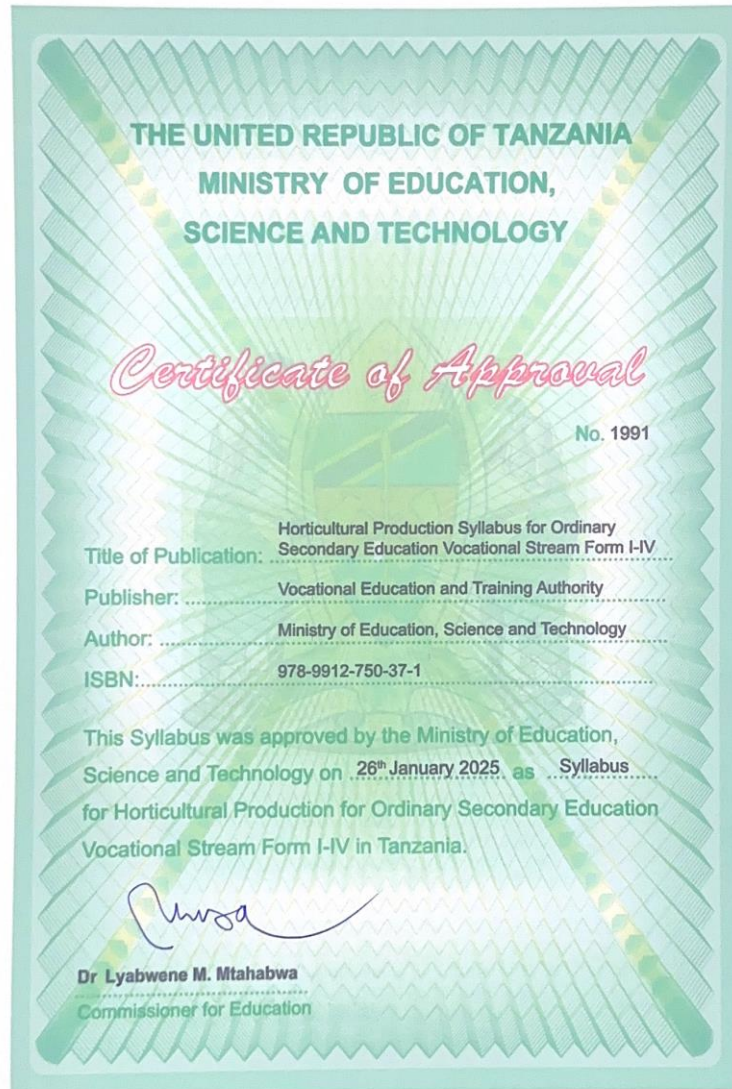 THE UNITED REPUBLIC OF TANZANIA
MINISTRY OF EDUCATION,
SCIENCE AND TECHNOLOGY
Certificate of Approval
No. 1991
Title of Publication: Horticultural Production Syllabus for Ordinary
Secondary Education Vocational Stream Form I-IV
Publisher: Vocational Education and Training Authority
Author: Ministry of Education, Science and Technology
ISBN: 978-9912-750-37-1
This Syllabus was approved by the Ministry of Education,
Science and Technology on 26th January 2025 as Syllabus
for Horticultural Production for Ordinary Secondary Education
Vocational Stream Form I-IV in Tanzania.
Dr Lyabwene M. Mtahabwa
Commissioner for Education